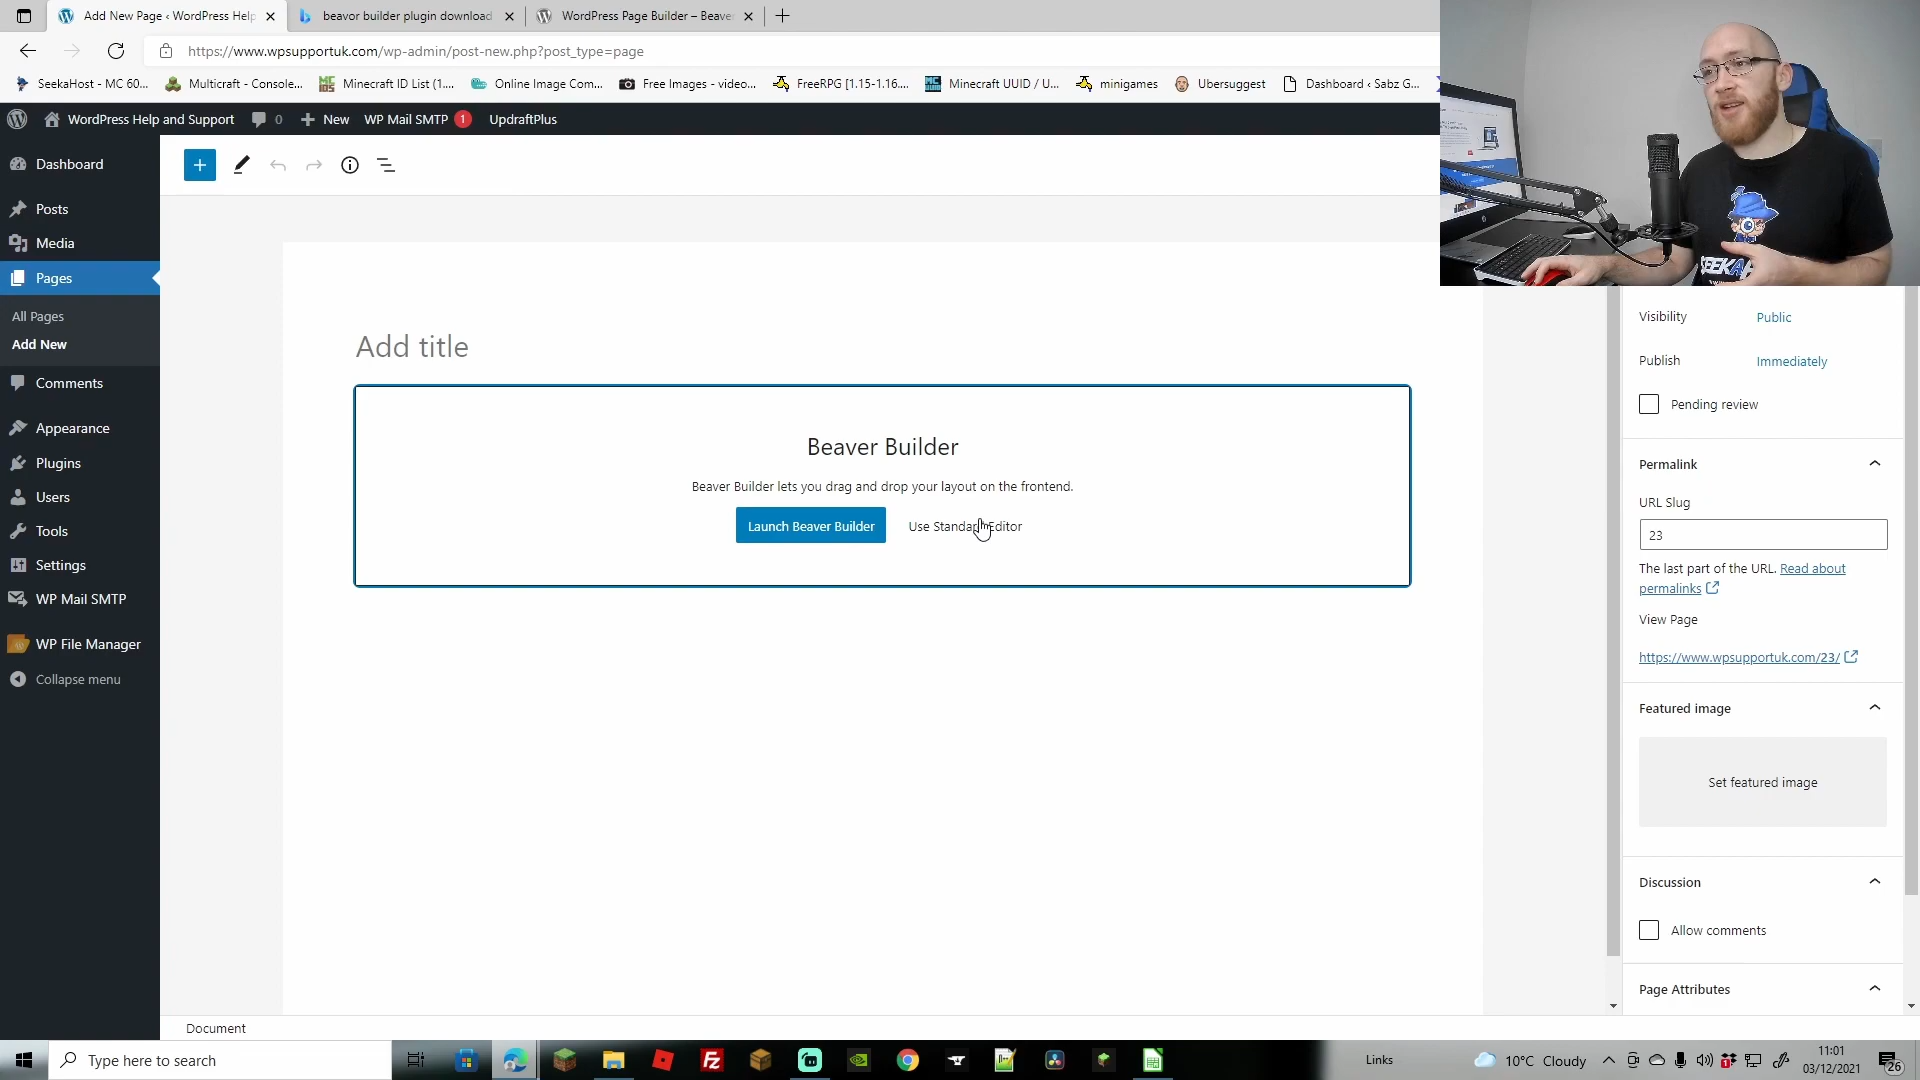 Add New Page ‹ WordPress Help
beavor builder plugin download
WordPress Page Builder – Beaver
https://www.wpsupportuk.com/wp-admin/post-new.php?post_type=page
SeekaHost - MC 60...
Multicraft - Console...
Minecraft ID List (1....
Online Image Com...
Free Images - video...
FreeRPG [1.15-1.16....
Minecraft UUID / U...
minigames
Ubersuggest
Dashboard ‹ Sabz G...
WordPress Help and Support
0
New
WP Mail SMTP 1
UpdraftPlus
Dashboard
Posts
Media
Pages
All Pages
Add New
Comments
Appearance
Plugins
Users
Tools
Settings
WP Mail SMTP
WP File Manager
Collapse menu
Add title
Beaver Builder
Beaver Builder lets you drag and drop your layout on the frontend.
Launch Beaver Builder
Use Standard Editor
Visibility
Public
Publish
Immediately
Pending review
Permalink
URL Slug
23
The last part of the URL. Read about
permalinks
View Page
https://www.wpsupportuk.com/23/
Featured image
Set featured image
Discussion
Allow comments
Page Attributes
Document
Type here to search
Links
10°C Cloudy
11:01
03/12/2021
26